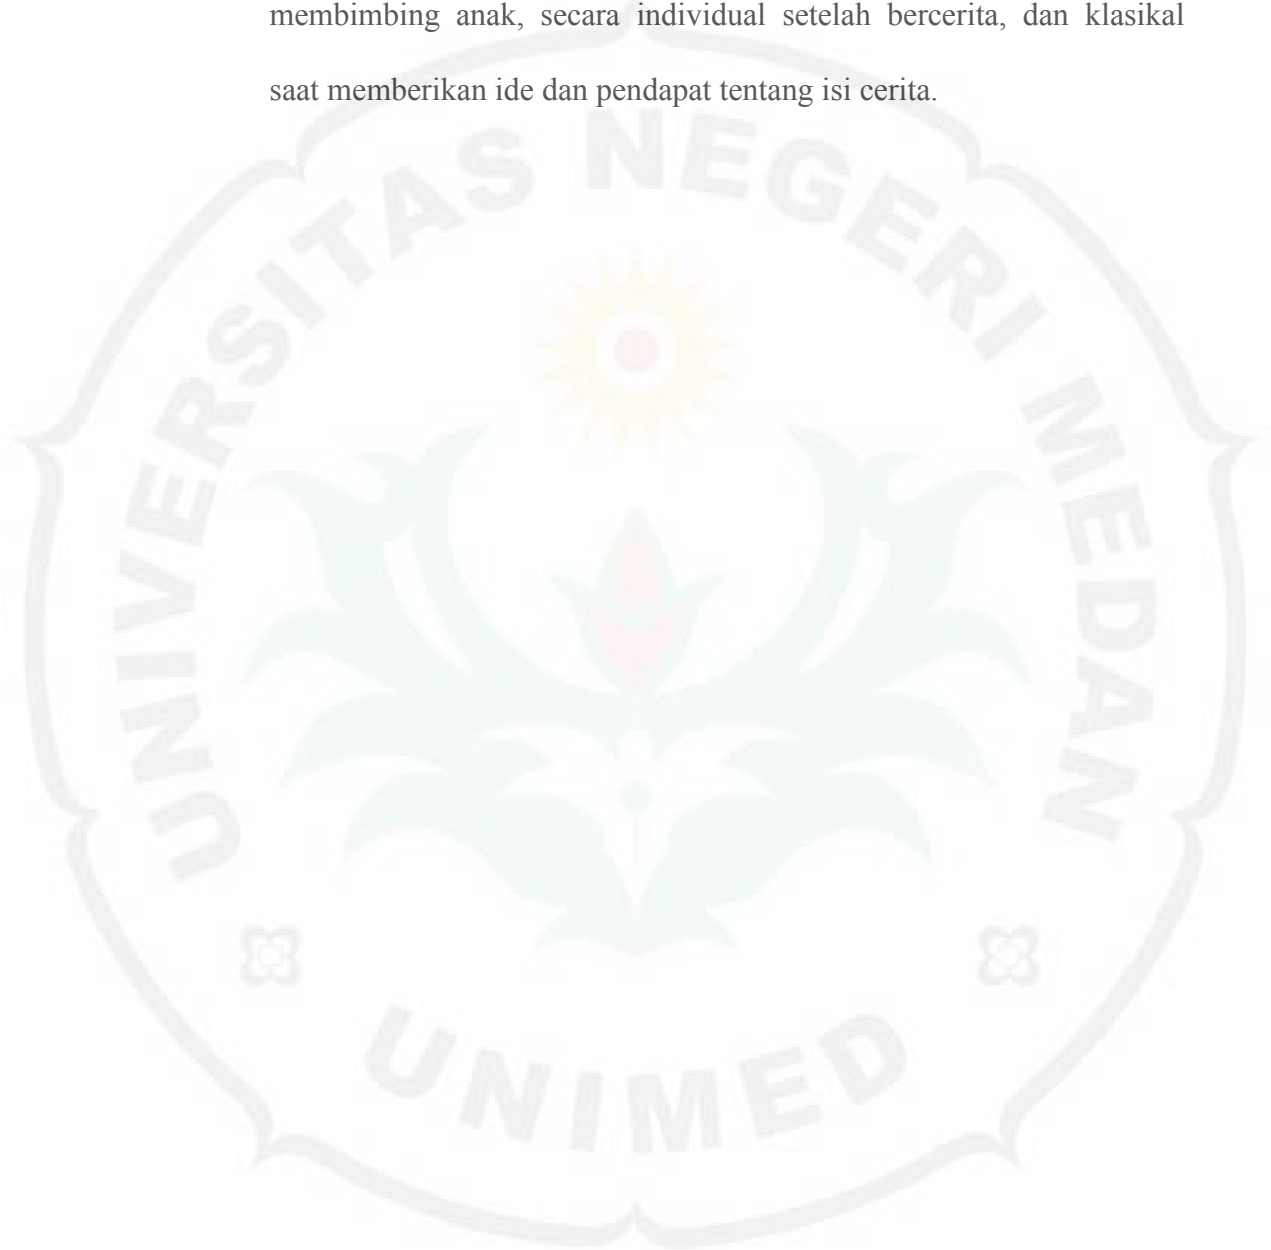 membimbing anak, secara individual setelah bercerita, dan klasikal
saat memberikan ide dan pendapat tentang isi cerita.
UNIVERSITAS NEGERI MEDAN
UNIMED